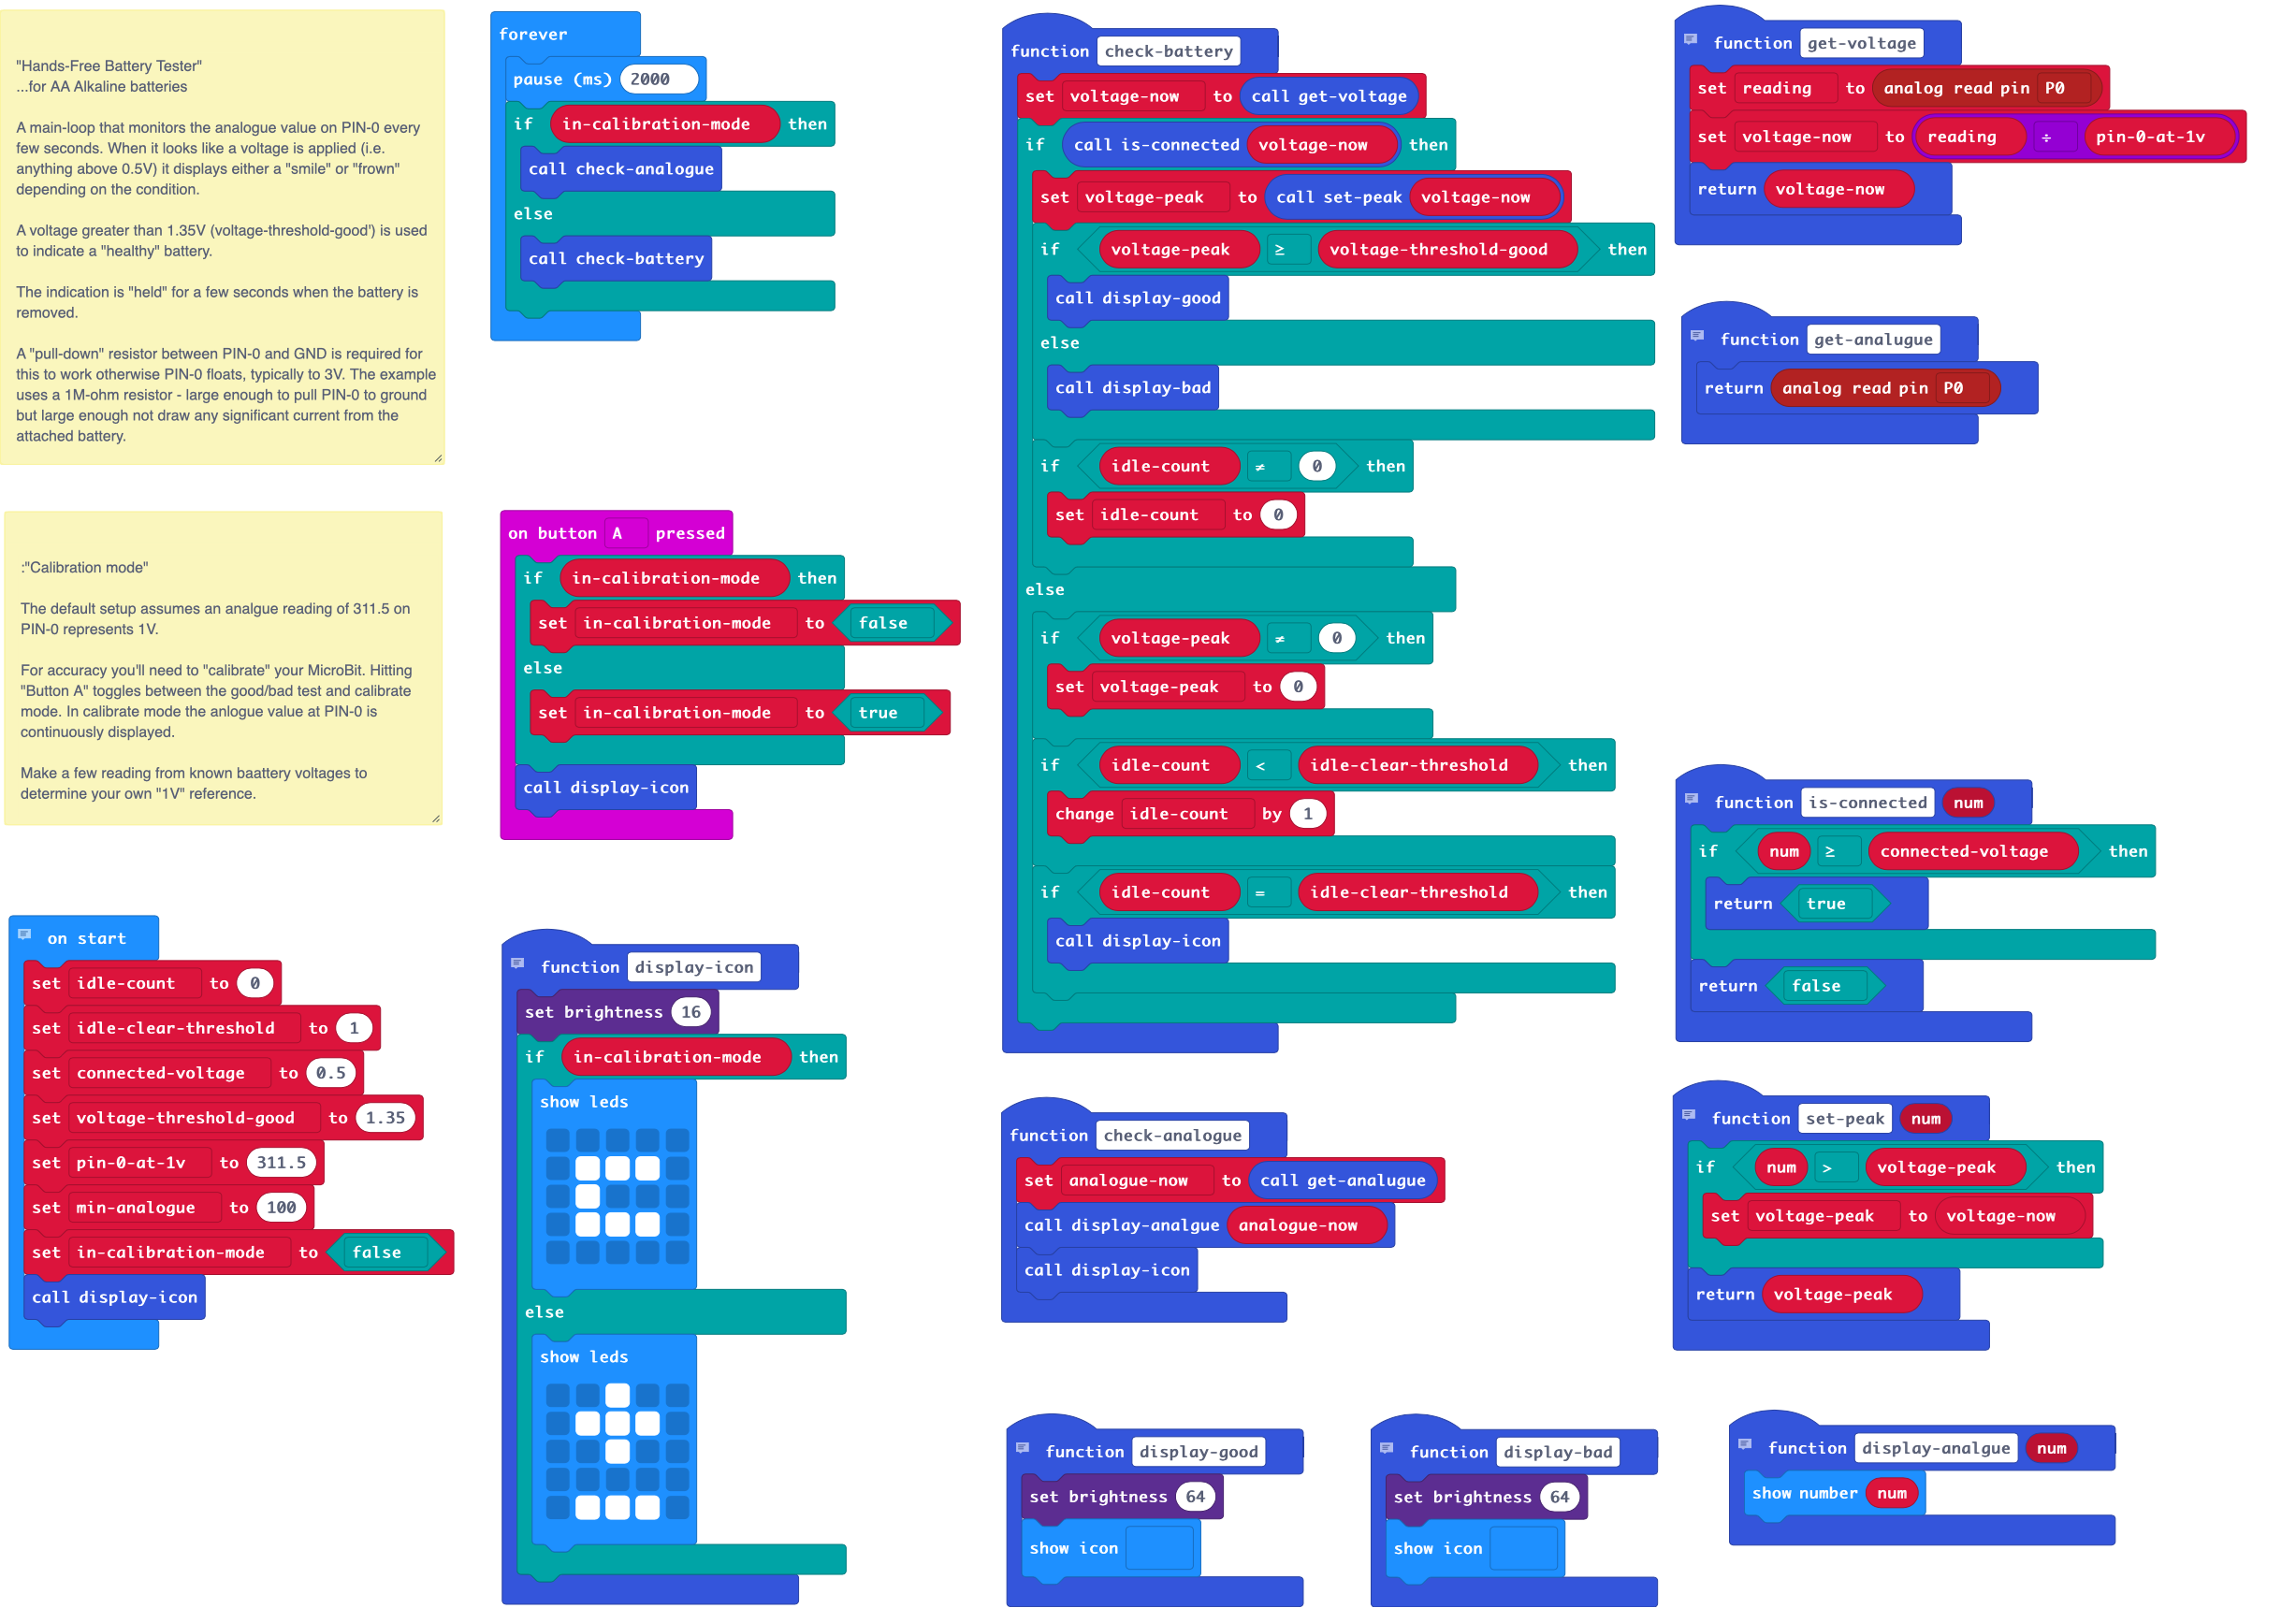 "Hands-Free Battery Tester"
...for AA Alkaline batteries
A main-loop that monitors the analogue value on PIN-0 every
few seconds. When it looks like a voltage is applied (i.e.
anything above 0.5V) it displays either a "smile" or "frown"
depending on the condition.
A voltage greater than 1.35V (voltage-threshold-good') is used
to indicate a "healthy" battery.
The indication is "held" for a few seconds when the battery is
removed.
A "pull-down" resistor between PIN-0 and GND is required for
this to work otherwise PIN-0 floats, typically to 3V. The example
uses a 1M-ohm resistor - large enough to pull PIN-0 to ground
but large enough not draw any significant current from the
attached battery.
:"Calibration mode"
The default setup assumes an analgue reading of 311.5 on
PIN-0 represents 1V.
For accuracy you'll need to "calibrate" your MicroBit. Hitting
"Button A" toggles between the good/bad test and calibrate
mode. In calibrate mode the anlogue value at PIN-0 is
continuously displayed.
Make a few reading from known baattery voltages to
determine your own "1V" reference.
on start
set idle-count to 0
set idle-clear-threshold to 1
set connected-voltage to 0.5
set voltage-threshold-good to 1.35
set pin-0-at-1v to 311.5
set min-analogue to 100
set in-calibration-mode to false
call display-icon
forever
pause (ms) 2000
if in-calibration-mode then
call check-analogue
else
call check-battery
on button A pressed
if in-calibration-mode then
set in-calibration-mode to false
else
set in-calibration-mode to true
call display-icon
function display-icon
set brightness 16
if in-calibration-mode then
show leds
else
show leds
function check-battery
set voltage-now to call get-voltage
if call is-connected voltage-now then
set voltage-peak to call set-peak voltage-now
if voltage-peak ≥ voltage-threshold-good then
call display-good
else
call display-bad
if idle-count ≠ 0 then
set idle-count to 0
else
if voltage-peak ≠ 0 then
set voltage-peak to 0
if idle-count < idle-clear-threshold then
change idle-count by 1
if idle-count = idle-clear-threshold then
call display-icon
function check-analogue
set analogue-now to call get-analugue
call display-analgue analogue-now
call display-icon
function display-good
set brightness 64
show icon
function display-bad
set brightness 64
show icon
function get-voltage
set reading to analog read pin P0
set voltage-now to reading ÷ pin-0-at-1v
return voltage-now
function get-analugue
return analog read pin P0
function is-connected num
if num ≥ connected-voltage then
return true
return false
function set-peak num
if num > voltage-peak then
set voltage-peak to voltage-now
return voltage-peak
function display-analgue num
show number num